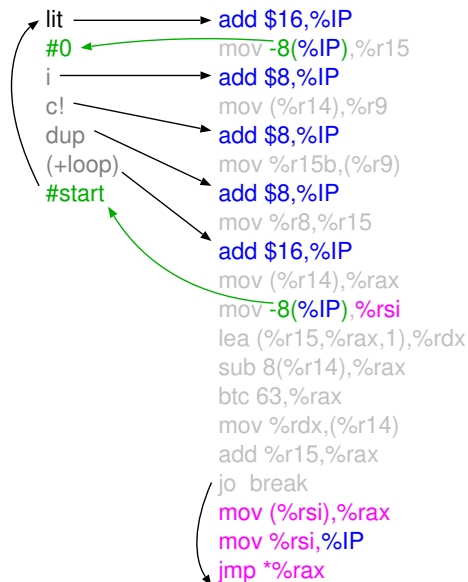 lit add $16,%IP
#0 mov -8(%IP),%r15
i add $8,%IP
c! mov (%r14),%r9
dup add $8,%IP
(+loop) mov %r15b,(%r9)
#start add $8,%IP
mov %r8,%r15
add $16,%IP
mov (%r14),%rax
mov -8(%IP),%rsi
lea (%r15,%rax,1),%rdx
sub 8(%r14),%rax
btc 63,%rax
mov %rdx,(%r14)
add %r15,%rax
jo break
mov (%rsi),%rax
mov %rsi,%IP
jmp *%rax